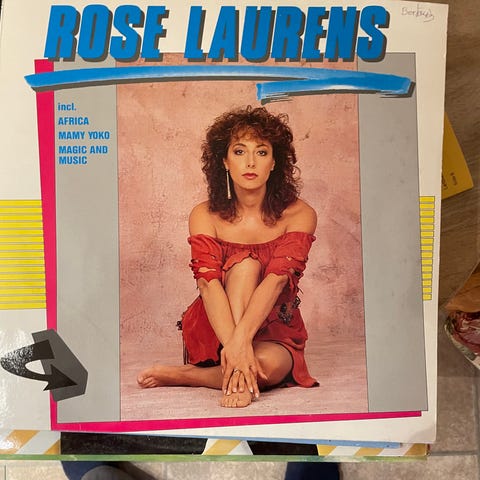 ROSE LAURENS
incl.
AFRICA
MAMY YOKO
MAGIC AND
MUSIC